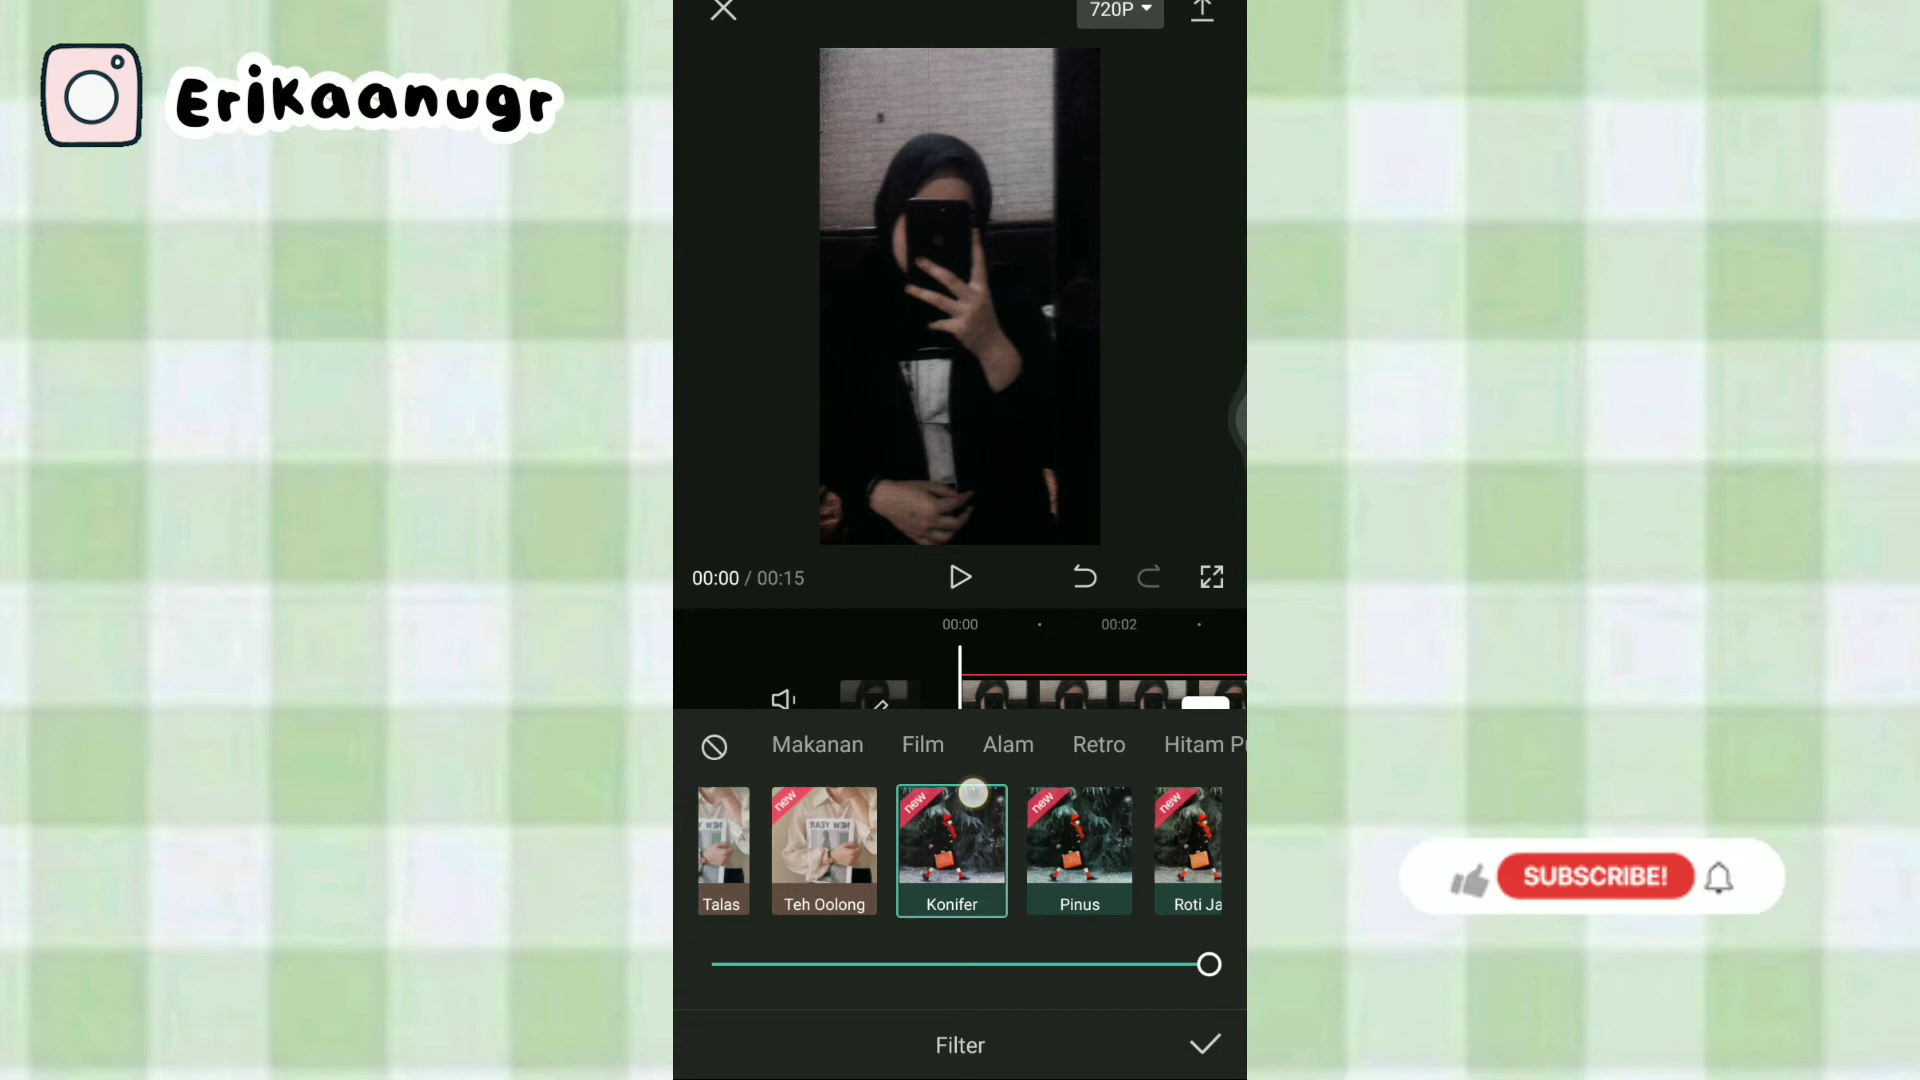 Erikaanugr
720P
00:00 / 00:15
00:00
00:02
Makanan
Film
Alam
Retro
Hitam Pu
new
new
new
new
Talas
Teh Oolong
Konifer
Pinus
Roti Ja
SUBSCRIBE!
Filter